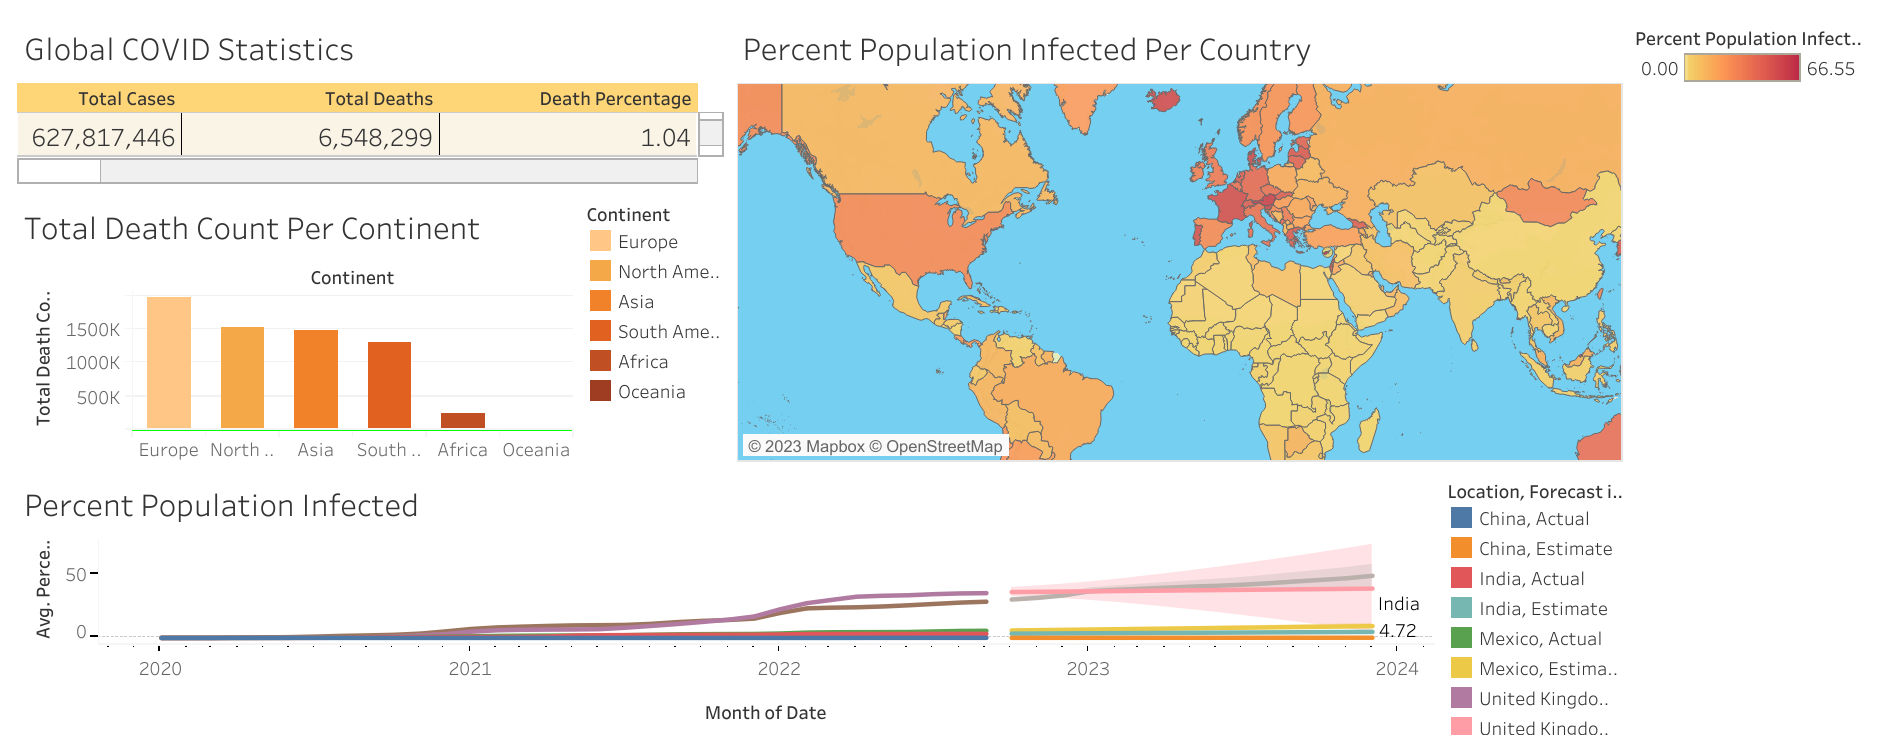 Global COVID Statistics
Total Cases Total Deaths Death Percentage
627,817,446 6,548,299 1.04
Total Death Count Per Continent
Continent
Total Death Co..
1500K
1000K
500K
Europe North .. Asia South .. Africa Oceania
Continent
Europe
North Ame..
Asia
South Ame..
Africa
Oceania
Percent Population Infected Per Country
© 2023 Mapbox © OpenStreetMap
Percent Population Infect..
0.00 66.55
Percent Population Infected
Avg. Perce..
50
0
India
4.72
2020 2021 2022 2023 2024
Month of Date
Location, Forecast i..
China, Actual
China, Estimate
India, Actual
India, Estimate
Mexico, Actual
Mexico, Estima..
United Kingdo..
United Kingdo..